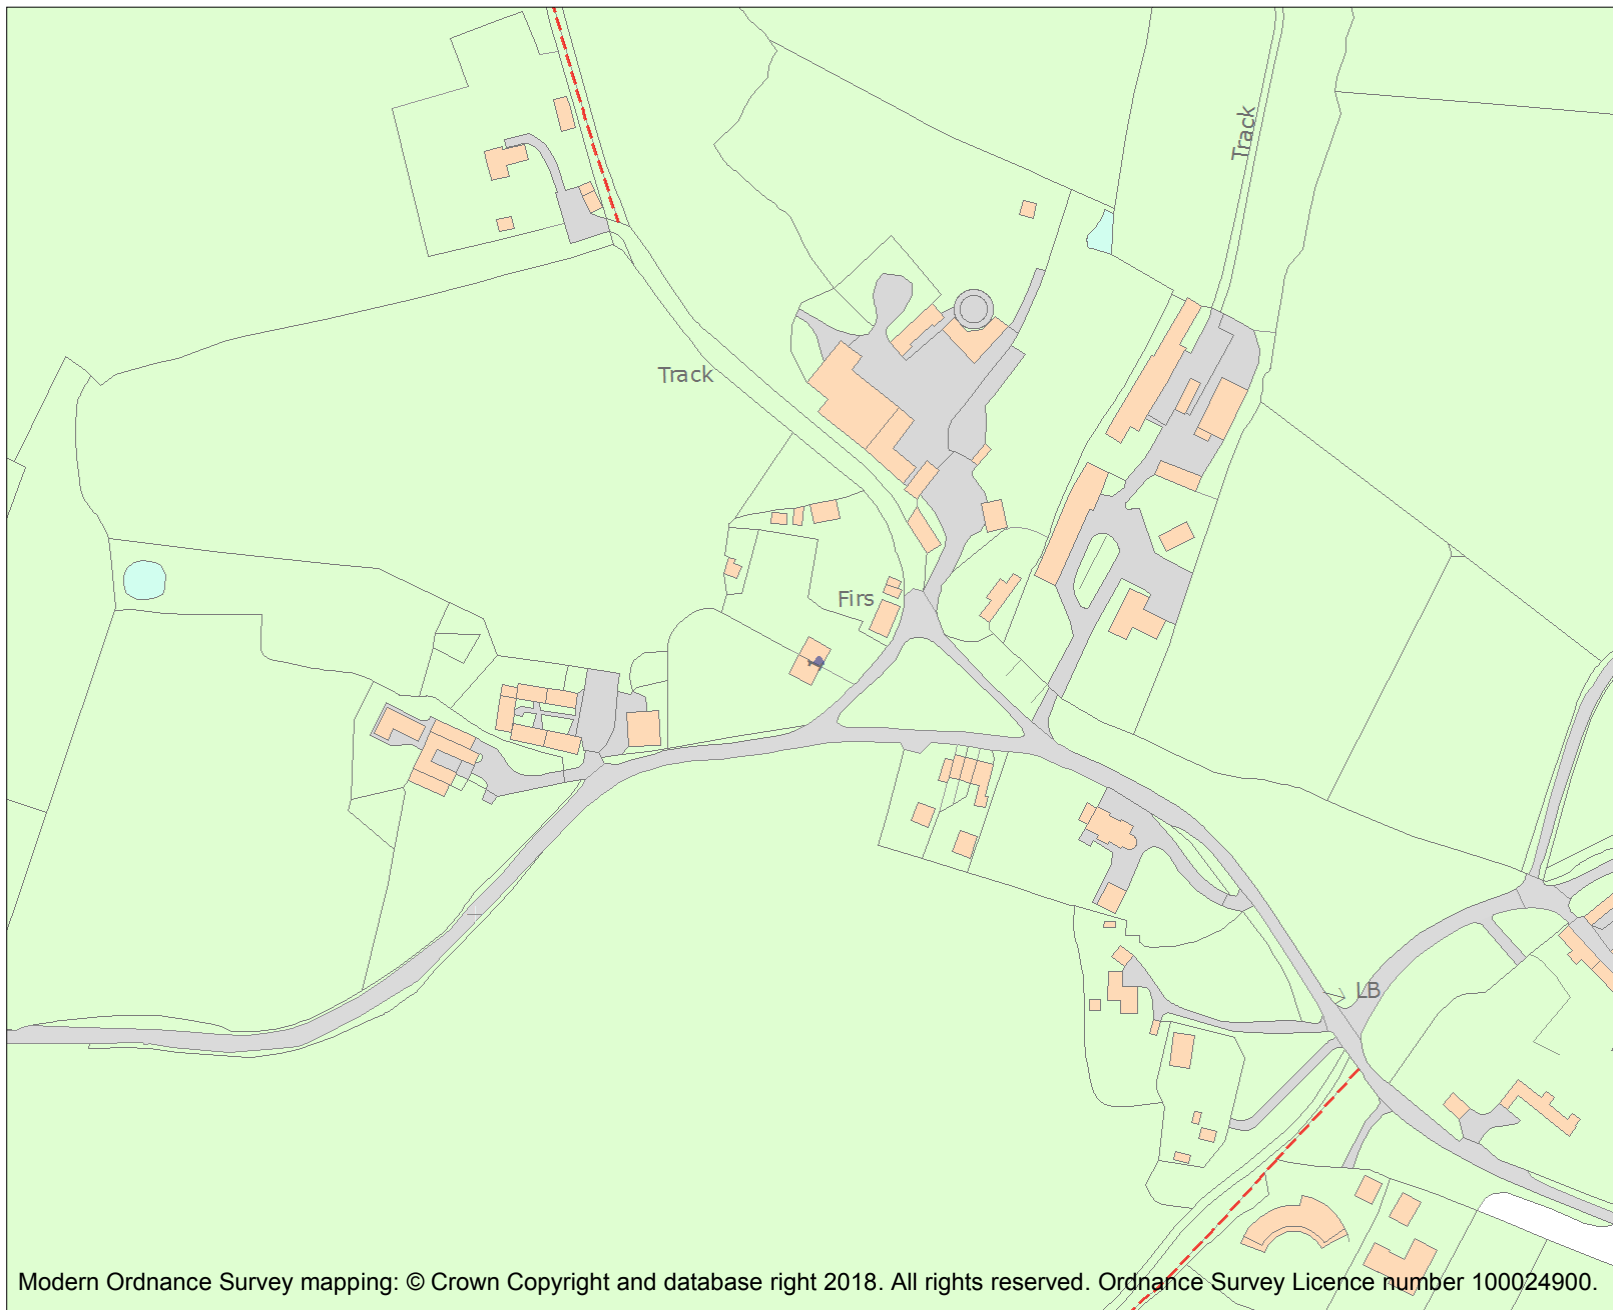 Track
Track
Firs
LB
Modern Ordnance Survey mapping: © Crown Copyright and database right 2018. All rights reserved. Ordnance Survey Licence number 100024900.